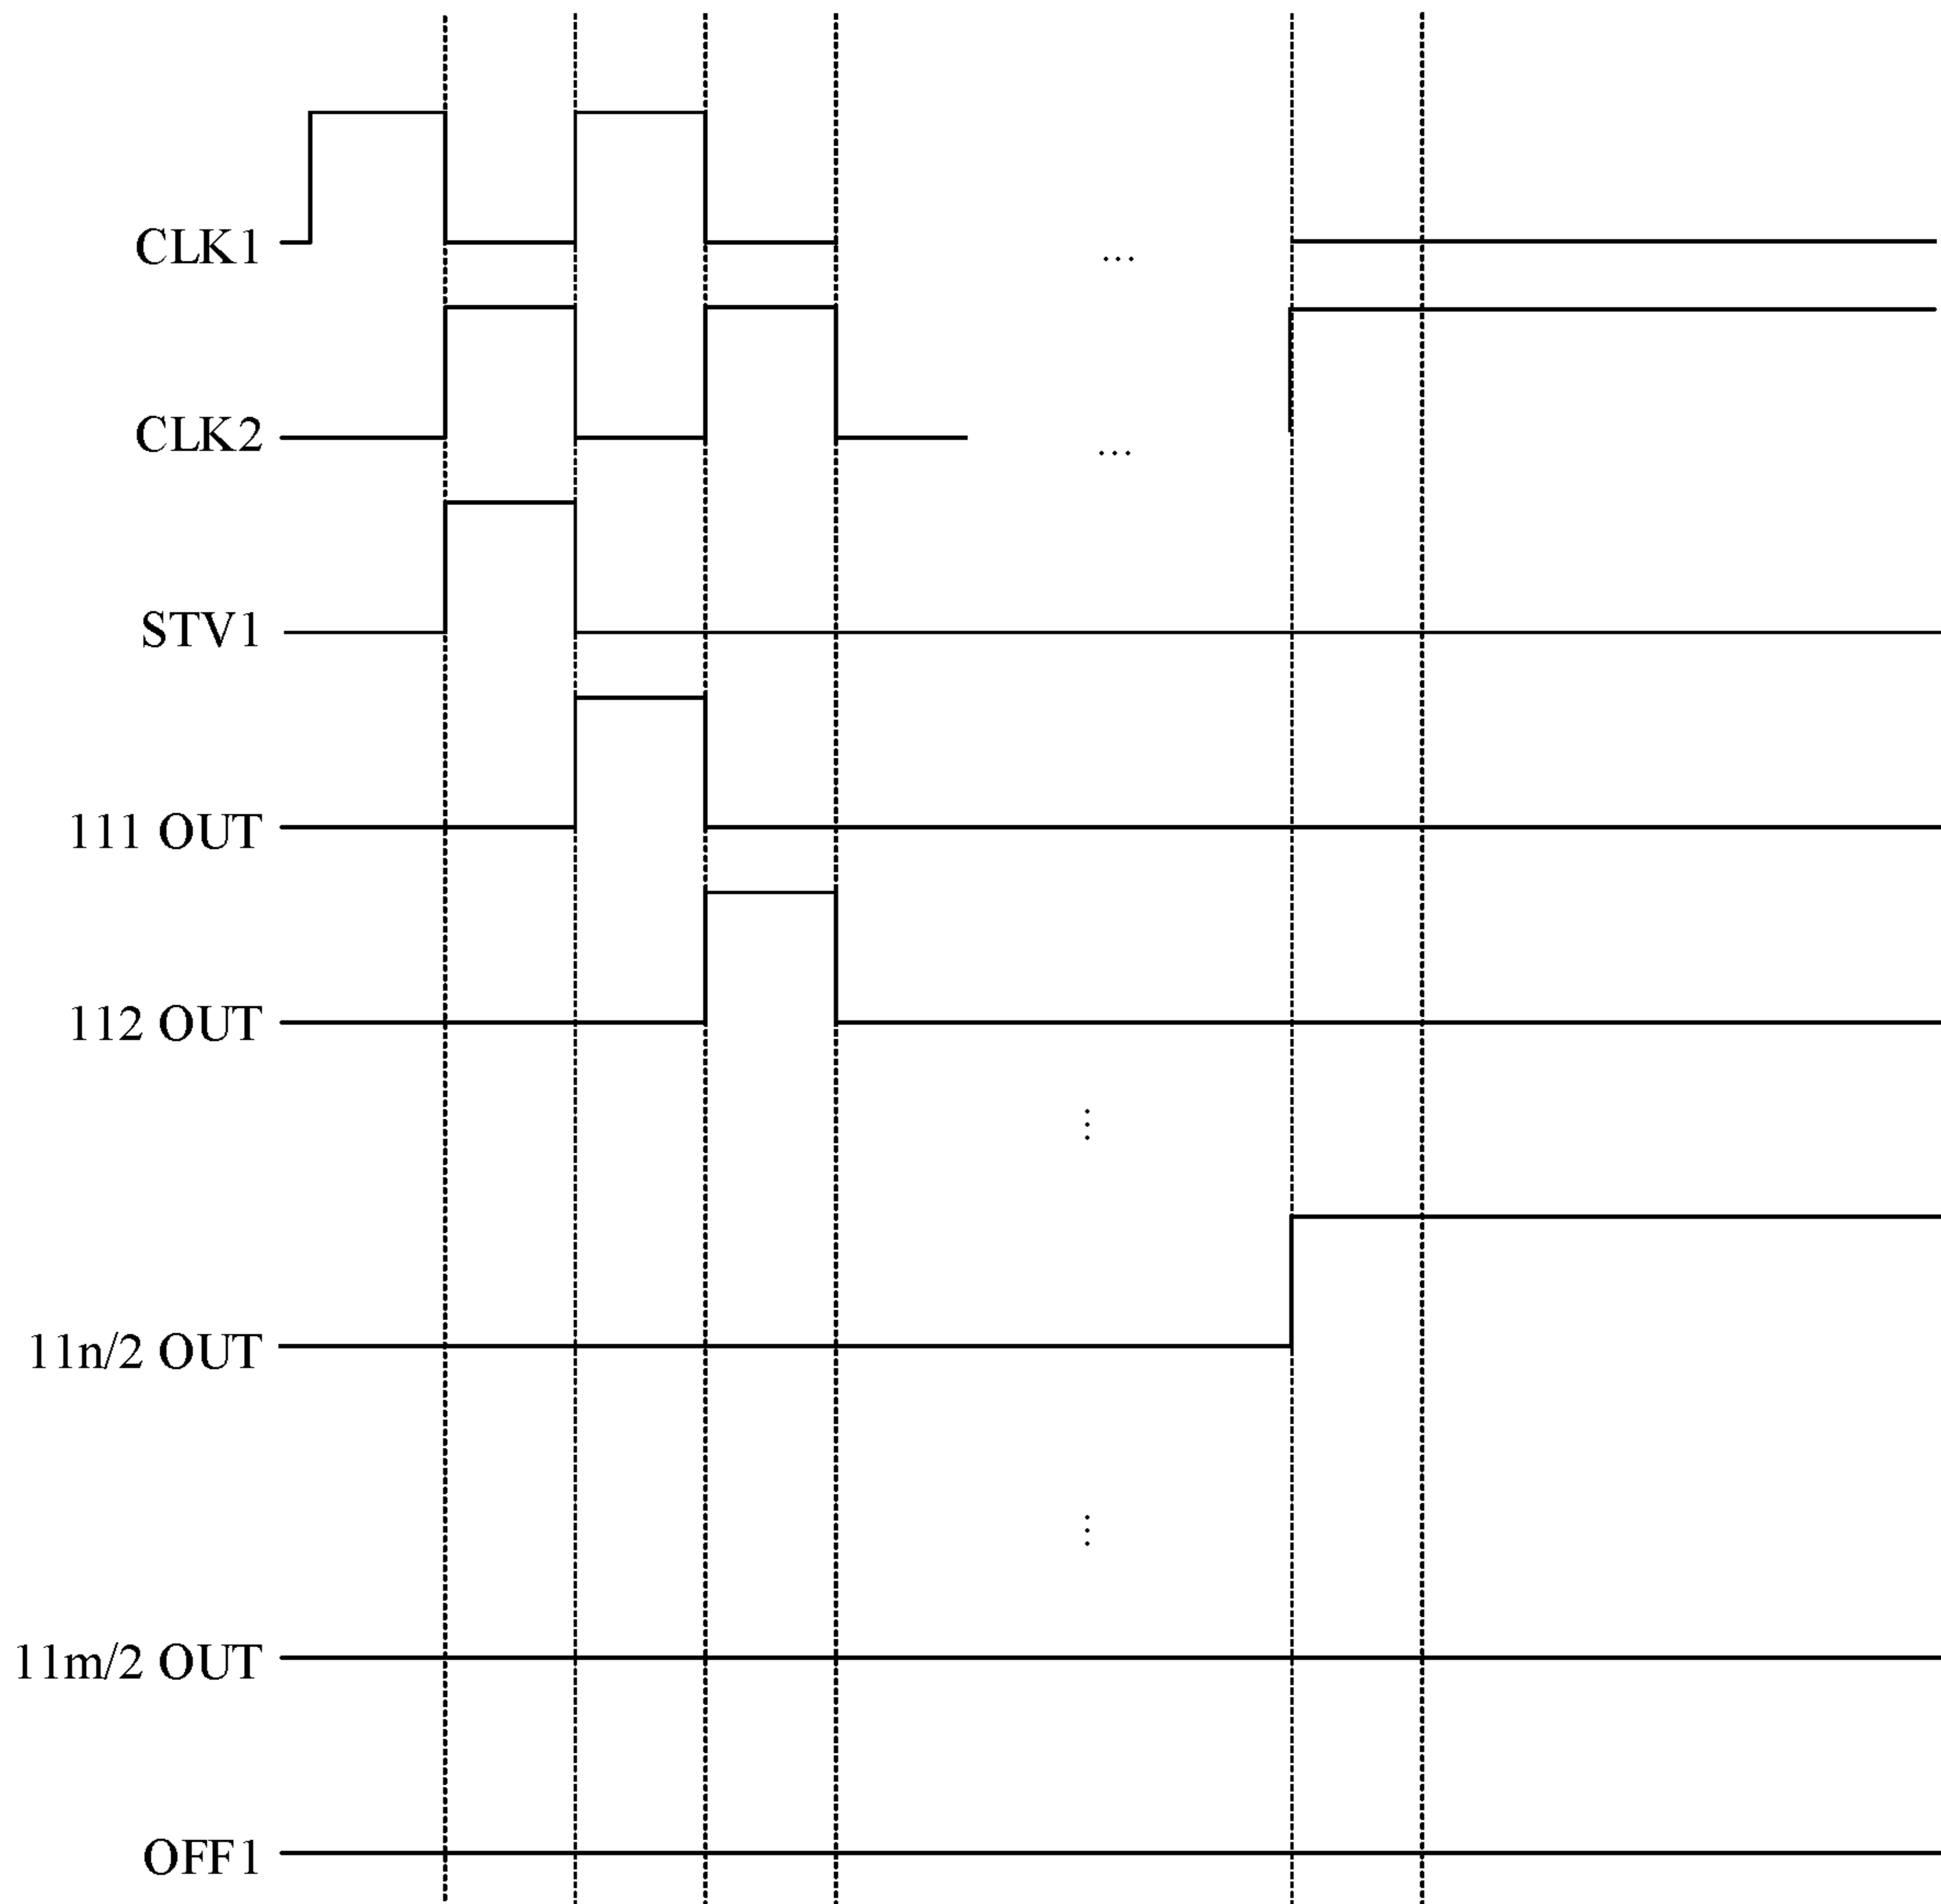 CLK1
...
CLK2
...
STV1
111 OUT
112 OUT
⋮
11n/2 OUT
⋮
11m/2 OUT
OFF1